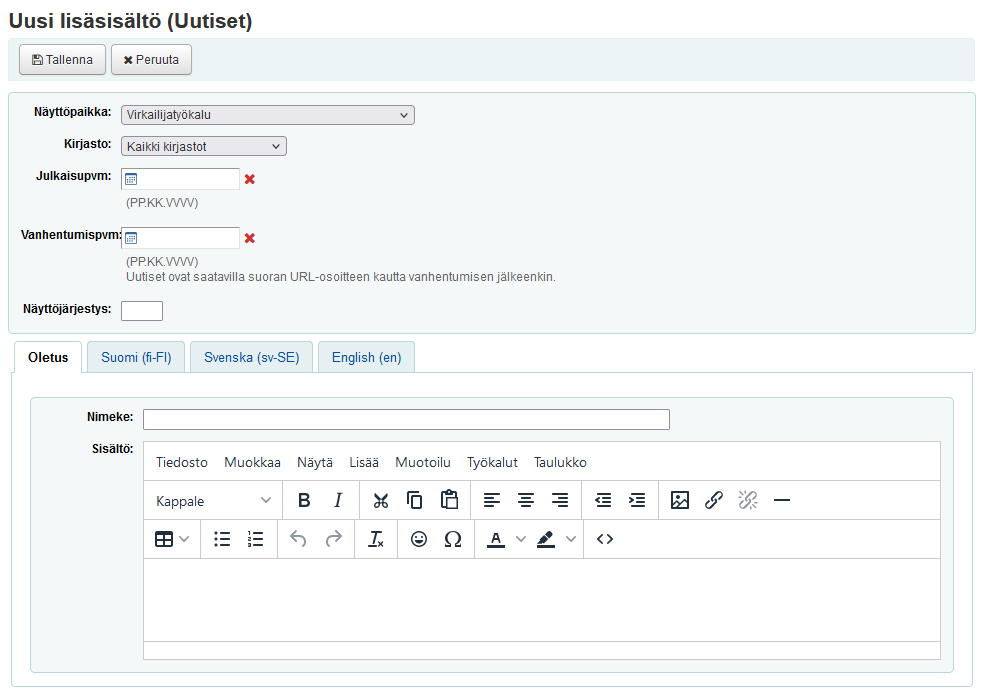 Uusi lisäsisältö (Uutiset)
Tallenna Peruuta
Näyttöpaikka: Virkailijatyökalu
Kirjasto: Kaikki kirjastot
Julkaisupvm:
(PP.KK.VVVV)
Vanhentumispvm:
(PP.KK.VVVV)
Uutiset ovat saatavilla suoran URL-osoitteen kautta vanhentumisen jälkeenkin.
Näyttöjärjestys:
Oletus Suomi (fi-FI) Svenska (sv-SE) English (en)
Nimeke:
Sisältö:
Tiedosto Muokkaa Näytä Lisää Muotoilu Työkalut Taulukko
Kappale B I